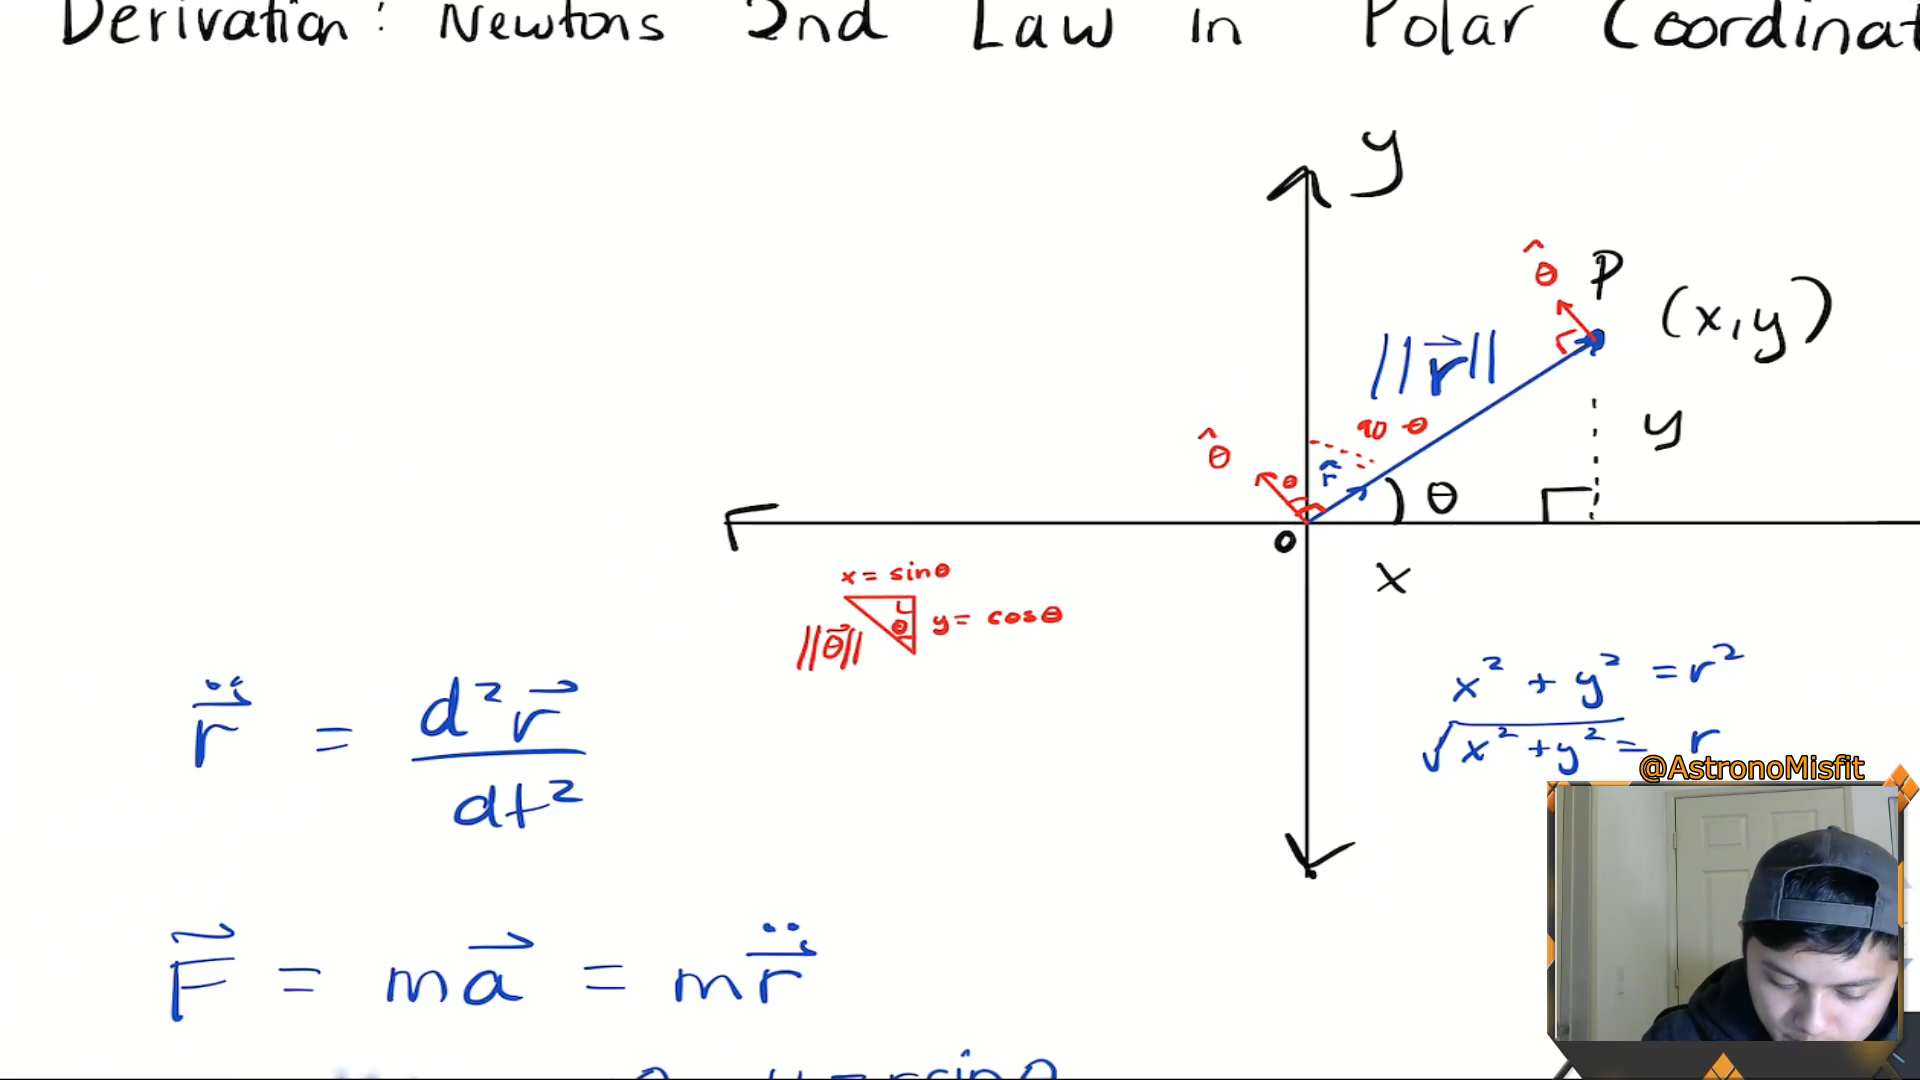 Derivation: Newtons 2nd Law in Polar Coordinat
y
θ̂ P
(x,y)
||r⃗||
90-θ
y
θ̂ θ r̂
θ
O
x
x = sinθ
y = cosθ
θ
||θ⃗||
x² + y² = r²
√x² + y² = r
r⃗̈ = d²r⃗
dt²
@AstronoMisfit
F⃗ = ma⃗ = mr⃗̈
y = rsinθ